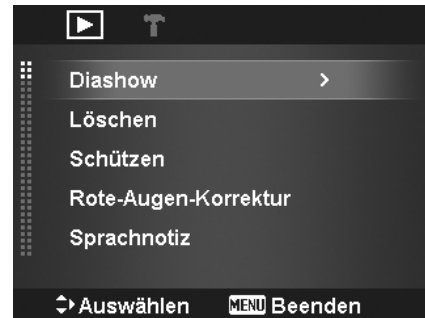 Diashow
Löschen
Schützen
Rote-Augen-Korrektur
Sprachnotiz
Auswählen MENU Beenden